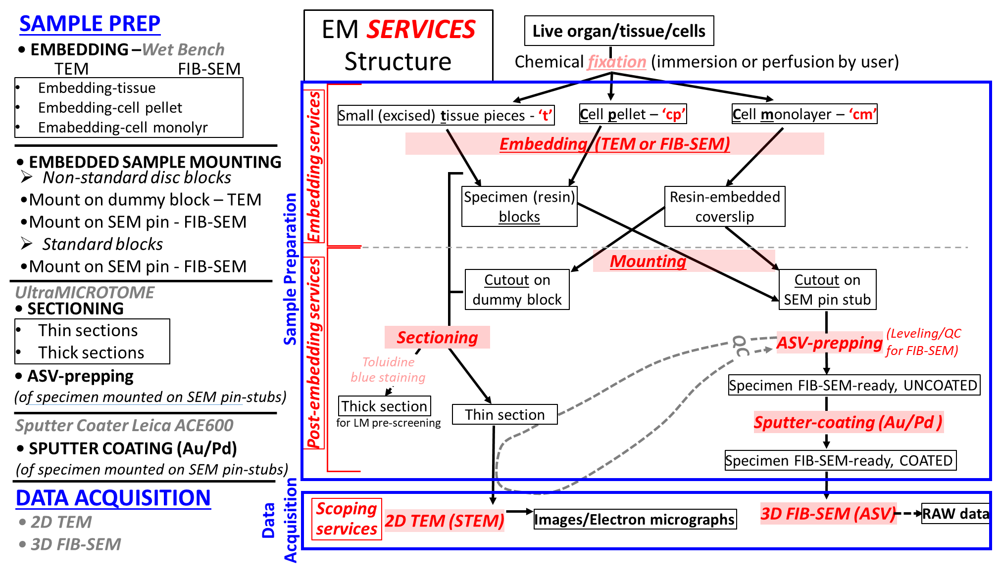 SAMPLE PREP
• EMBEDDING –Wet Bench
TEM FIB-SEM
• Embedding-tissue
• Embedding-cell pellet
• Emabedding-cell monolyr
• EMBEDDED SAMPLE MOUNTING
➢ Non-standard disc blocks
•Mount on dummy block – TEM
•Mount on SEM pin - FIB-SEM
➢ Standard blocks
•Mount on SEM pin - FIB-SEM
UltraMICROTOME
• SECTIONING
• Thin sections
• Thick sections
• ASV-prepping
(of specimen mounted on SEM pin-stubs)
Sputter Coater Leica ACE600
• SPUTTER COATING (Au/Pd)
(of specimen mounted on SEM pin-stubs)
DATA ACQUISITION
• 2D TEM
• 3D FIB-SEM
EM SERVICES
Structure
Live organ/tissue/cells
Chemical fixation (immersion or perfusion by user)
Sample Preparation
Embedding services
Small (excised) tissue pieces - ‘t’
Cell pellet – ‘cp’
Cell monolayer – ‘cm’
Embedding (TEM or FIB-SEM)
Specimen (resin)
blocks
Resin-embedded
coverslip
Post-embedding services
Mounting
Cutout on
dummy block
Cutout on
SEM pin stub
Sectioning
QC
ASV-prepping
(Leveling/QC
for FIB-SEM)
Toluidine
blue staining
Specimen FIB-SEM-ready, UNCOATED
Thick section
for LM pre-screening
Thin section
Sputter-coating (Au/Pd )
Specimen FIB-SEM-ready, COATED
Data
Acquisition
Scoping
services
2D TEM (STEM)
Images/Electron micrographs
3D FIB-SEM (ASV)
RAW data